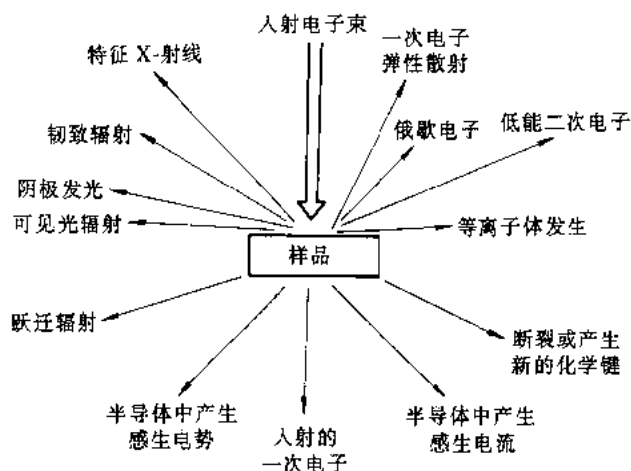 入射电子束
一次电子
弹性散射
特征 X-射线
俄歇电子
低能二次电子
韧致辐射
阴极发光
可见光辐射
等离子体发生
样品
跃迁辐射
断裂或产生
新的化学键
半导体中产生
感生电势
入射的
一次电子
半导体中产生
感生电流